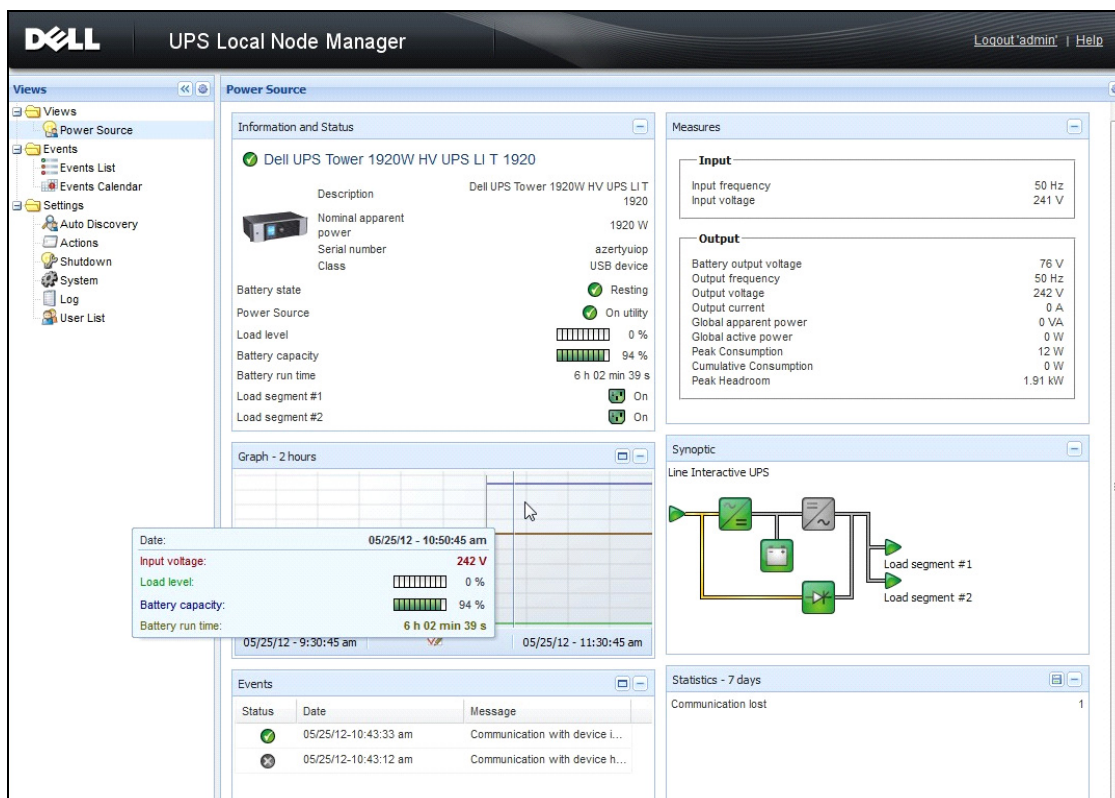 DELL
UPS Local Node Manager
Logout 'admin' | Help
Views
Views
Power Source
Events
Events List
Events Calendar
Settings
Auto Discovery
Actions
Shutdown
System
Log
User List
Power Source
Information and Status
Dell UPS Tower 1920W HV UPS LI T 1920
Description Dell UPS Tower 1920W HV UPS LI T
1920
Nominal apparent
power 1920 W
Serial number azertyuiop
Class USB device
Battery state Resting
Power Source On utility
Load level 0 %
Battery capacity 94 %
Battery run time 6 h 02 min 39 s
Load segment #1 On
Load segment #2 On
Measures
Input
Input frequency 50 Hz
Input voltage 241 V
Output
Battery output voltage 76 V
Output frequency 50 Hz
Output voltage 242 V
Output current 0 A
Global apparent power 0 VA
Global active power 0 W
Peak Consumption 12 W
Cumulative Consumption 0 W
Peak Headroom 1.91 kW
Graph - 2 hours
Date: 05/25/12 - 10:50:45 am
Input voltage: 242 V
Load level: 0 %
Battery capacity: 94 %
Battery run time: 6 h 02 min 39 s
05/25/12 - 9:30:45 am 05/25/12 - 11:30:45 am
Synoptic
Line Interactive UPS
Load segment #1
Load segment #2
Events
Status Date Message
05/25/12-10:43:33 am Communication with device i...
05/25/12-10:43:12 am Communication with device h...
Statistics - 7 days
Communication lost 1